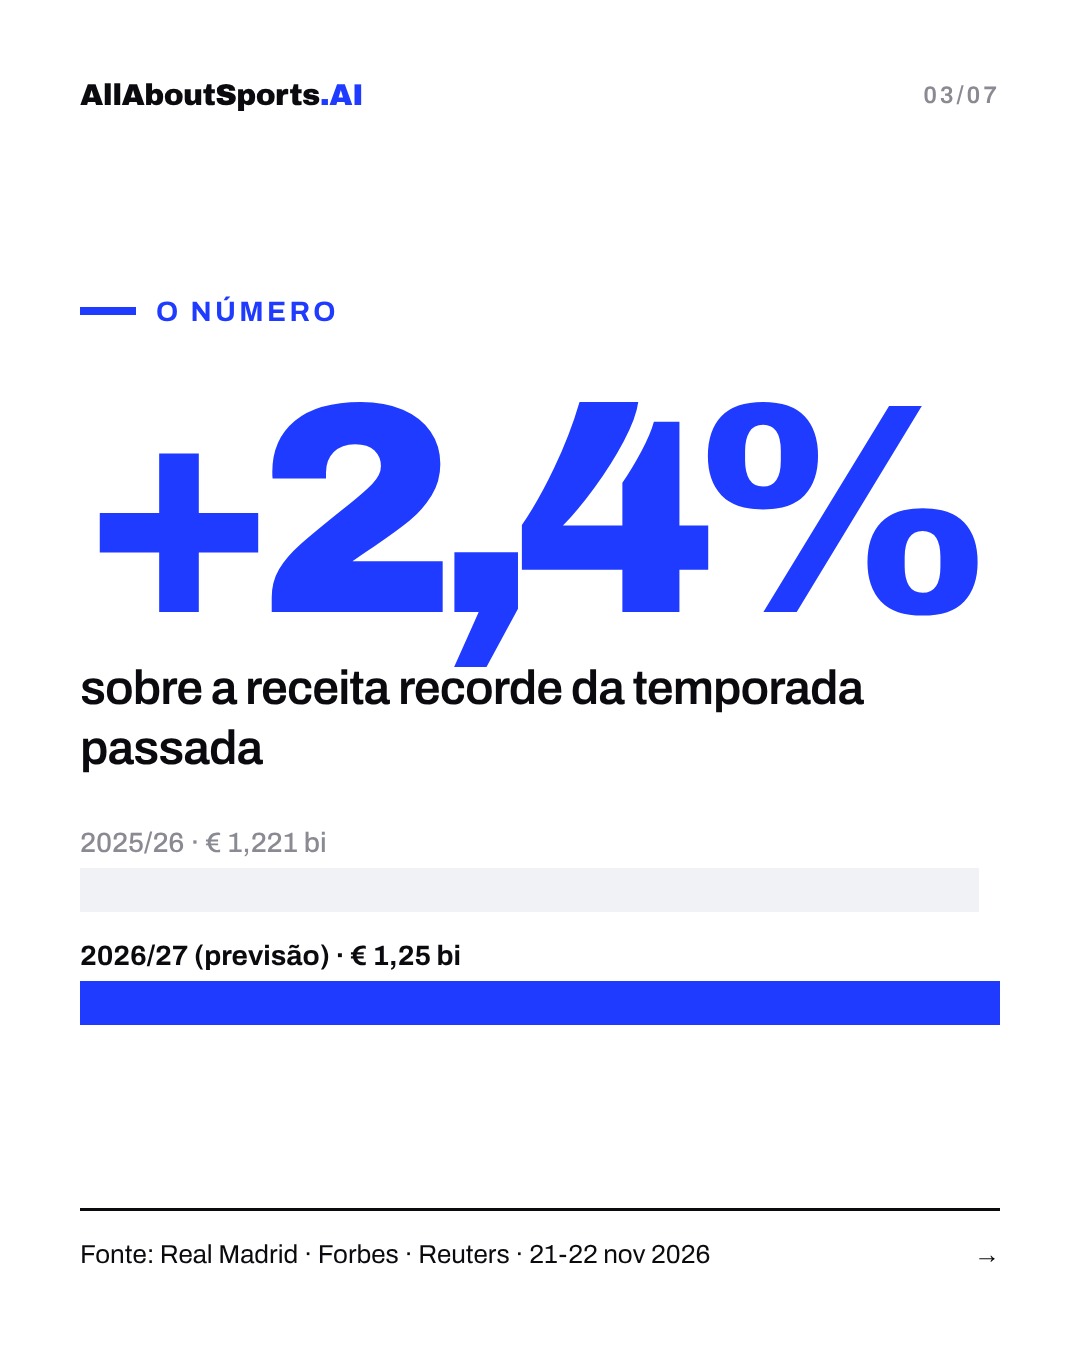 AllAboutSports.AI
03/07
O NÚMERO
+2,4%
sobre a receita recorde da temporada
passada
2025/26 · € 1,221 bi
2026/27 (previsão) · € 1,25 bi
Fonte: Real Madrid · Forbes · Reuters · 21-22 nov 2026 →